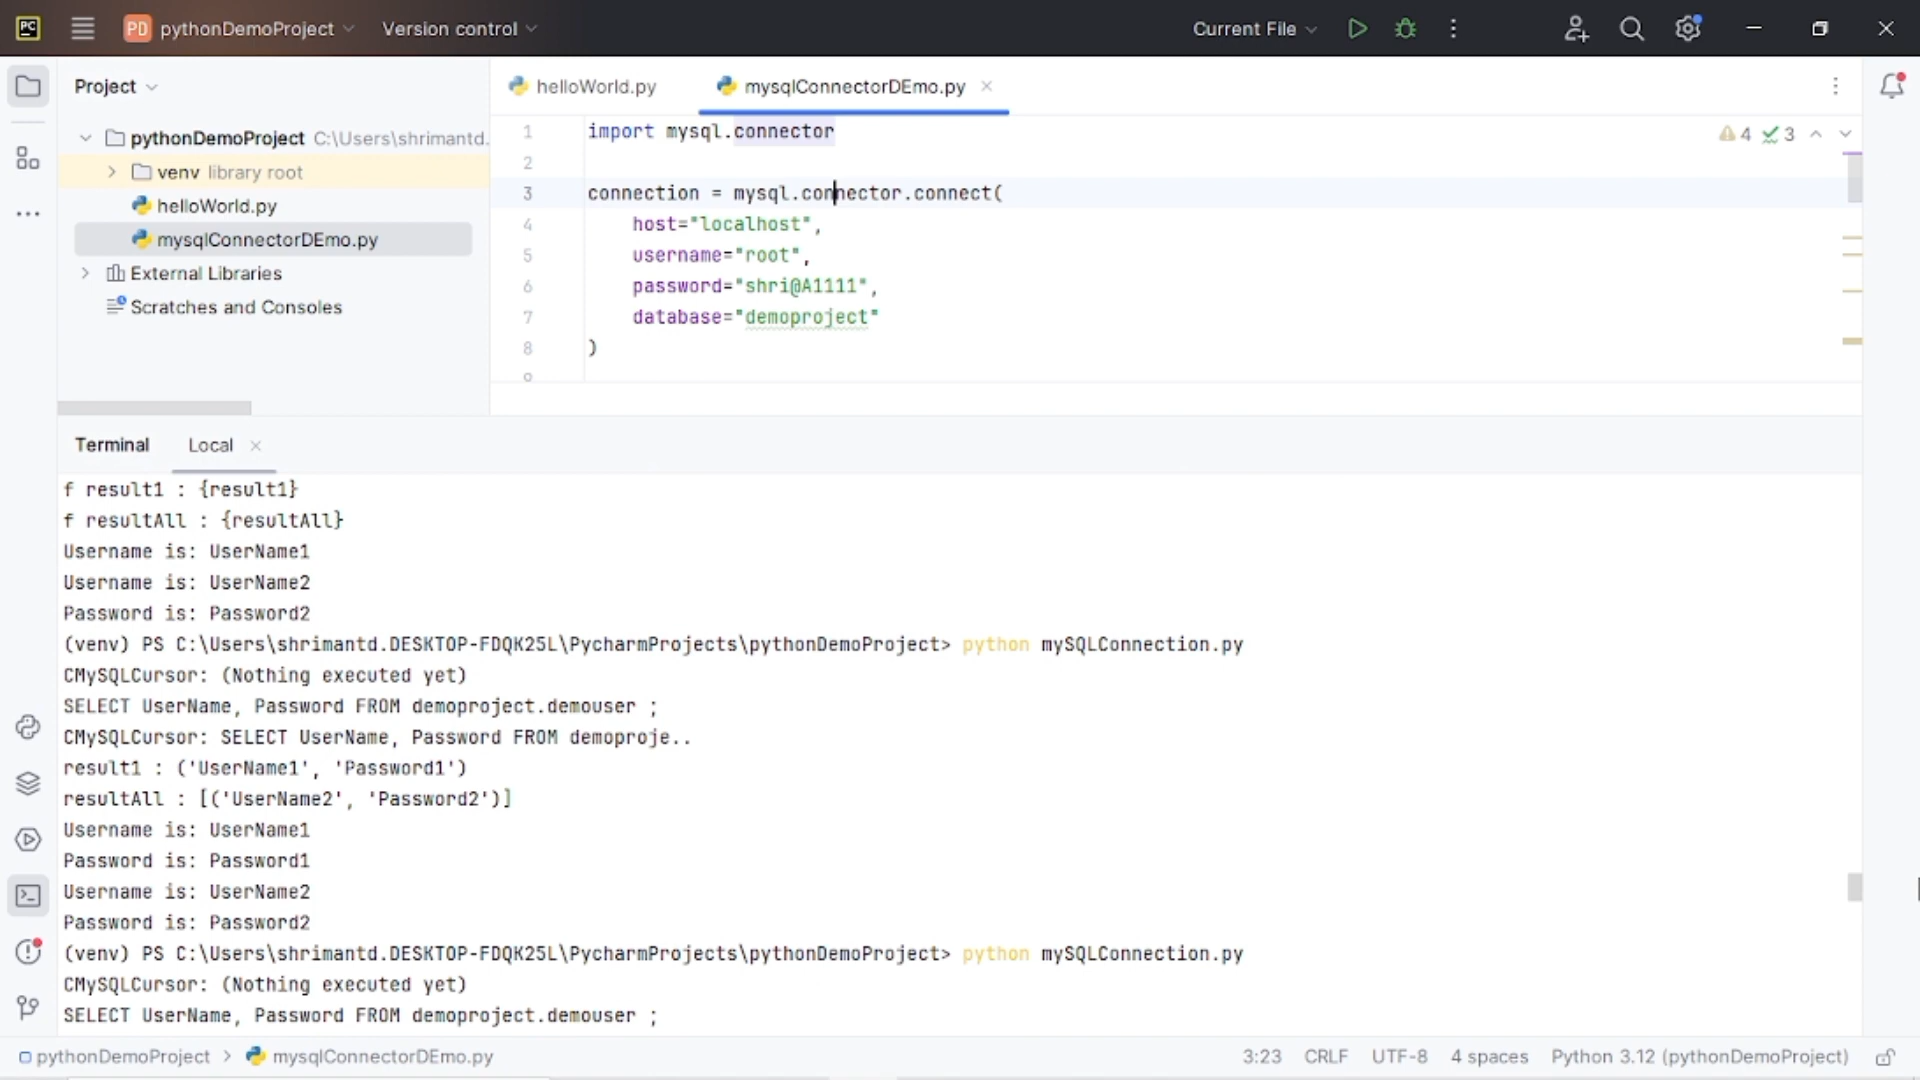 PC
PD pythonDemoProject
Version control
Current File
Project
pythonDemoProject C:\Users\shrimantd.
venv library root
helloWorld.py
mysqlConnectorDEmo.py
External Libraries
Scratches and Consoles
helloWorld.py
mysqlConnectorDEmo.py
4 3
1 import mysql.connector
2
3 connection = mysql.connector.connect(
4 host="localhost",
5 username="root",
6 password="shri@A1111",
7 database="demoproject"
8 )
9
Terminal Local
f result1 : {result1}
f resultAll : {resultAll}
Username is: UserName1
Username is: UserName2
Password is: Password2
(venv) PS C:\Users\shrimantd.DESKTOP-FDQK25L\PycharmProjects\pythonDemoProject> python mySQLConnection.py
CMySQLCursor: (Nothing executed yet)
SELECT UserName, Password FROM demoproject.demouser ;
CMySQLCursor: SELECT UserName, Password FROM demoproje..
result1 : ('UserName1', 'Password1')
resultAll : [('UserName2', 'Password2')]
Username is: UserName1
Password is: Password1
Username is: UserName2
Password is: Password2
(venv) PS C:\Users\shrimantd.DESKTOP-FDQK25L\PycharmProjects\pythonDemoProject> python mySQLConnection.py
CMySQLCursor: (Nothing executed yet)
SELECT UserName, Password FROM demoproject.demouser ;
pythonDemoProject > mysqlConnectorDEmo.py
3:23 CRLF UTF-8 4 spaces Python 3.12 (pythonDemoProject)